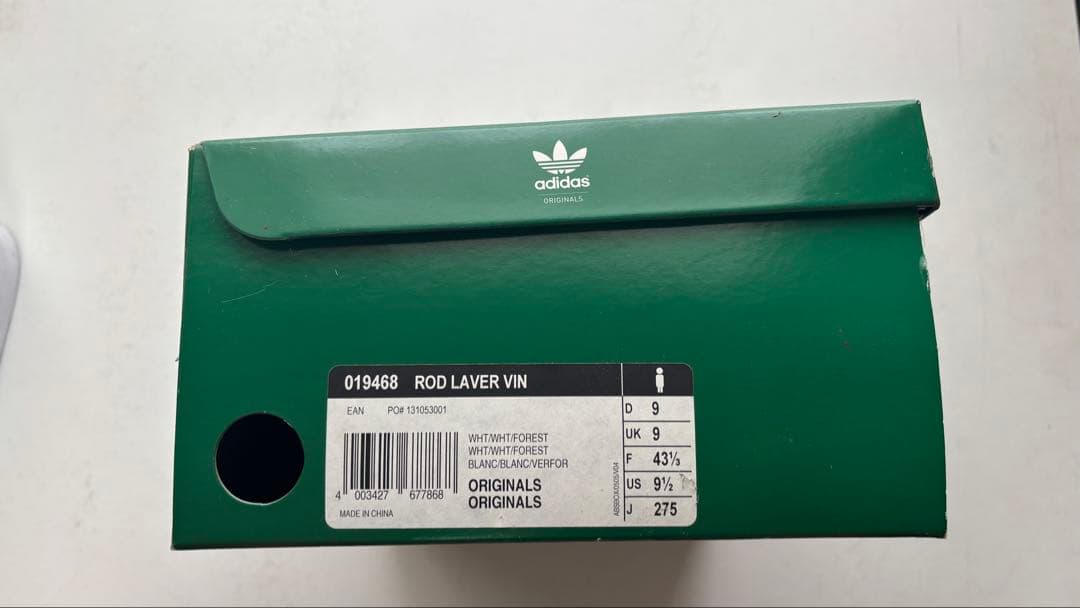 adidas
ORIGINALS
019468 ROD LAVER VIN
EAN PO# 131053001
WHT/WHT/FOREST
WHT/WHT/FOREST
BLANC/BLANC/VERFOR
ORIGINALS
ORIGINALS
4 003427 677868
MADE IN CHINA
D 9
UK 9
F 43⅓
US 9½
J 275